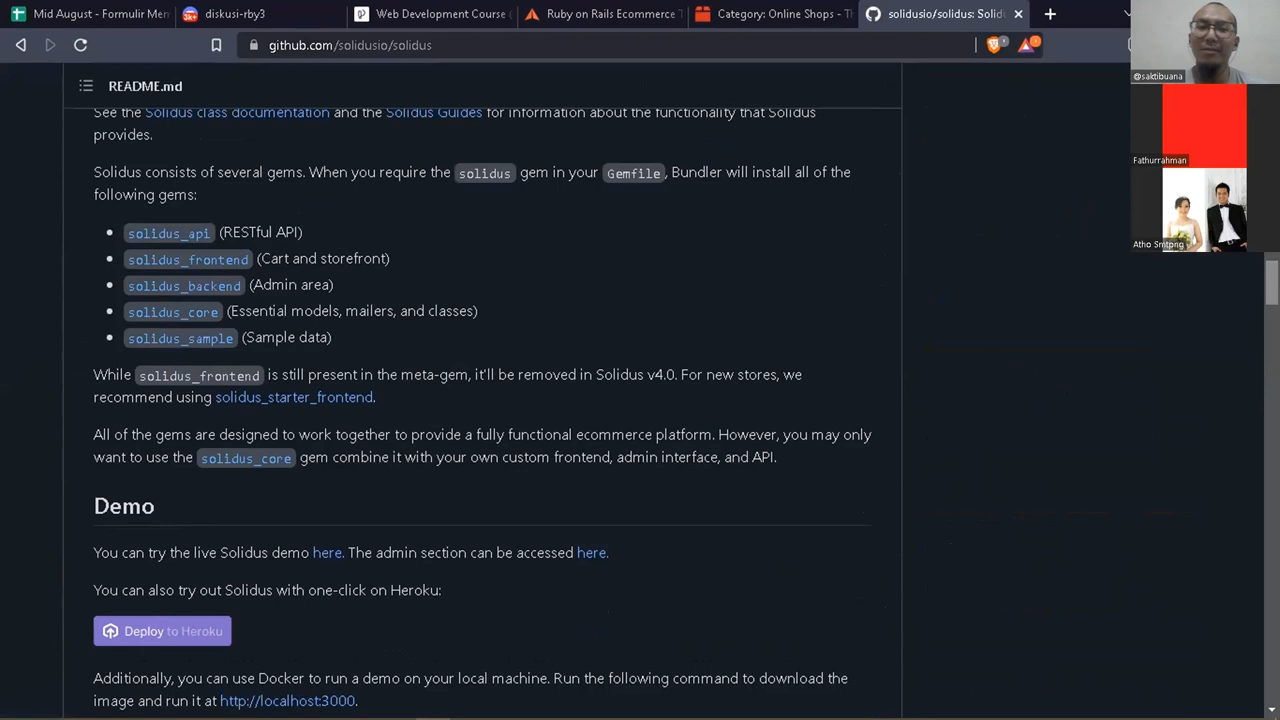 Mid August - Formulir Men
diskusi-rby3
Web Development Course (
Ruby on Rails Ecommerce T
Category: Online Shops - Th
solidusio/solidus: Solid
github.com/solidusio/solidus
@saktibuana
README.md
See the Solidus class documentation and the Solidus Guides for information about the functionality that Solidus
provides.
Fathurrahman
Solidus consists of several gems. When you require the solidus gem in your Gemfile, Bundler will install all of the
following gems:
Atho Smtpng
solidus_api (RESTful API)
solidus_frontend (Cart and storefront)
solidus_backend (Admin area)
solidus_core (Essential models, mailers, and classes)
solidus_sample (Sample data)
While solidus_frontend is still present in the meta-gem, it'll be removed in Solidus v4.0. For new stores, we
recommend using solidus_starter_frontend.
All of the gems are designed to work together to provide a fully functional ecommerce platform. However, you may only
want to use the solidus_core gem combine it with your own custom frontend, admin interface, and API.
Demo
You can try the live Solidus demo here. The admin section can be accessed here.
You can also try out Solidus with one-click on Heroku:
Deploy to Heroku
Additionally, you can use Docker to run a demo on your local machine. Run the following command to download the
image and run it at http://localhost:3000.